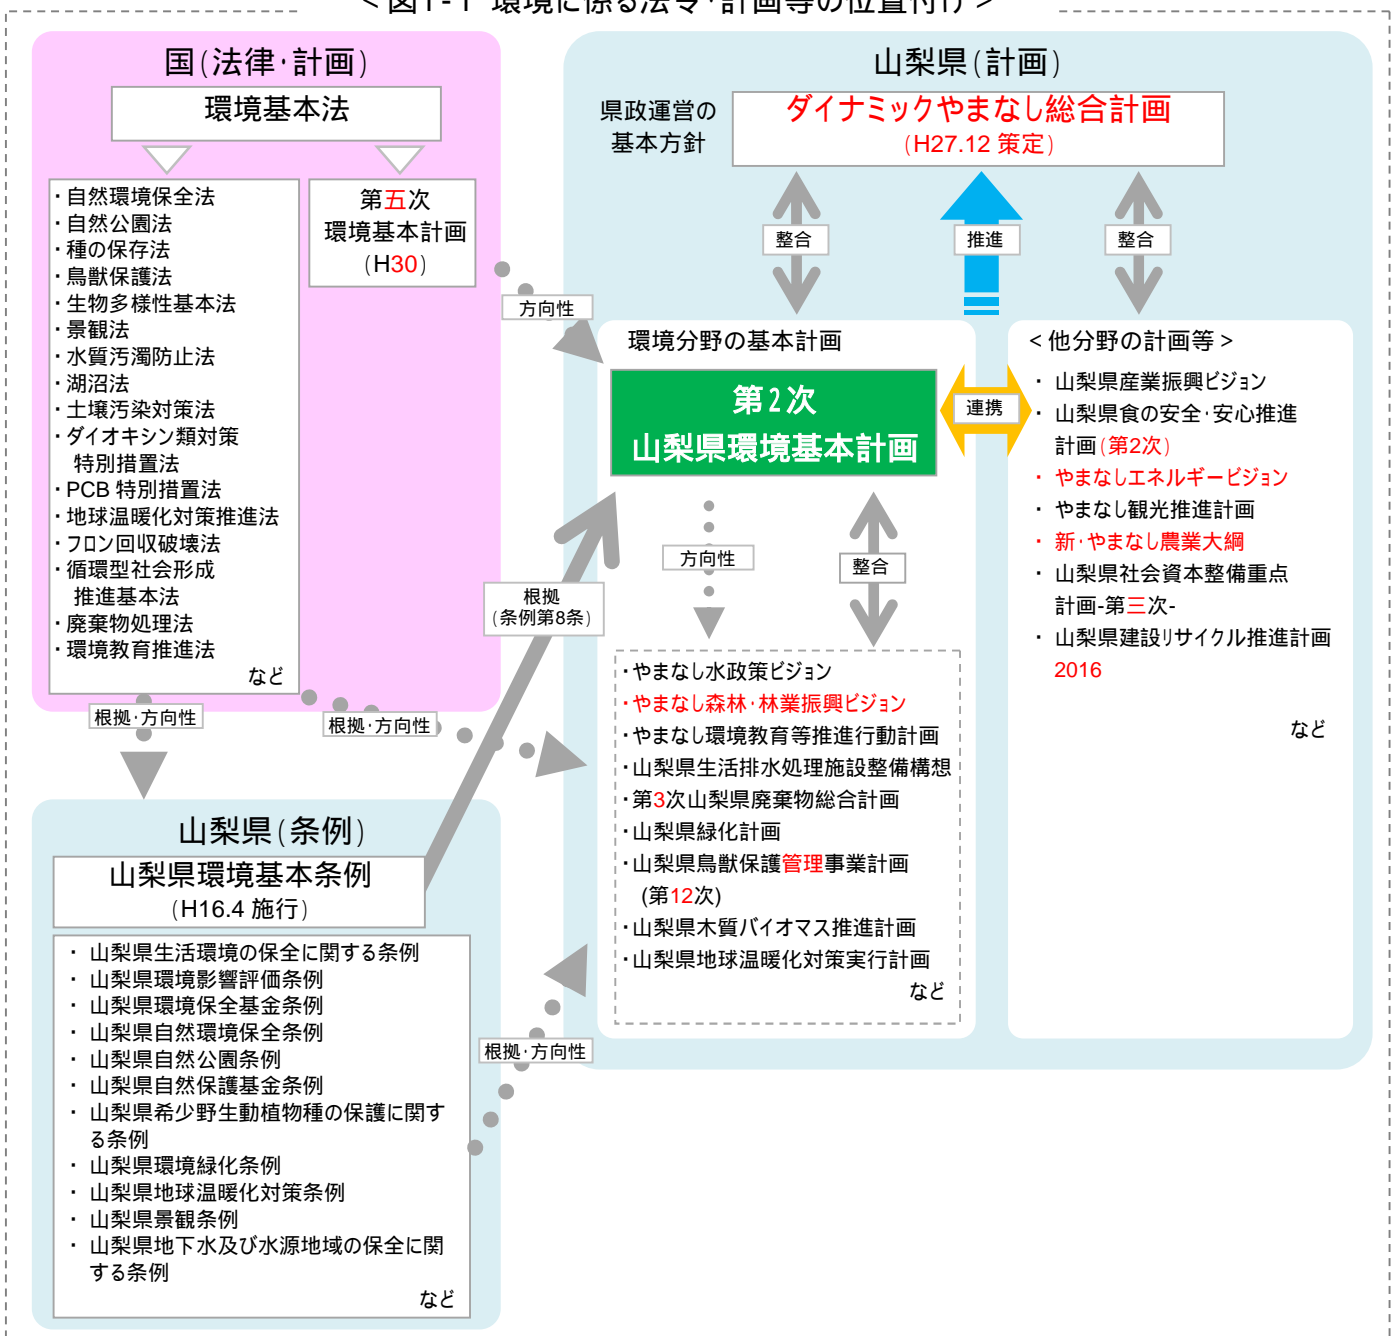 ＜図1-1 環境に係る法令・計画等の位置付け＞
国(法律・計画)
環境基本法
・自然環境保全法
・自然公園法
・種の保存法
・鳥獣保護法
・生物多様性基本法
・景観法
・水質汚濁防止法
・湖沼法
・土壌汚染対策法
・ダイオキシン類対策
特別措置法
・PCB 特別措置法
・地球温暖化対策推進法
・フロン回収破壊法
・循環型社会形成
推進基本法
・廃棄物処理法
・環境教育推進法
など
第五次
環境基本計画
(H30)
方向性
根拠・方向性
根拠・方向性
山梨県(条例)
山梨県環境基本条例
(H16.4 施行)
・ 山梨県生活環境の保全に関する条例
・ 山梨県環境影響評価条例
・ 山梨県環境保全基金条例
・ 山梨県自然環境保全条例
・ 山梨県自然公園条例
・ 山梨県自然保護基金条例
・ 山梨県希少野生動植物種の保護に関す
る条例
・ 山梨県環境緑化条例
・ 山梨県地球温暖化対策条例
・ 山梨県景観条例
・ 山梨県地下水及び水源地域の保全に関
する条例
など
根拠
(条例第8条)
根拠・方向性
山梨県(計画)
県政運営の
基本方針
ダイナミックやまなし総合計画
(H27.12 策定)
整合
推進
整合
環境分野の基本計画
第2次
山梨県環境基本計画
連携
方向性
整合
・やまなし水政策ビジョン
・やまなし森林・林業振興ビジョン
・やまなし環境教育等推進行動計画
・山梨県生活排水処理施設整備構想
・第3次山梨県廃棄物総合計画
・山梨県緑化計画
・山梨県鳥獣保護管理事業計画
(第12次)
・山梨県木質バイオマス推進計画
・山梨県地球温暖化対策実行計画
など
＜他分野の計画等＞
・ 山梨県産業振興ビジョン
・ 山梨県食の安全・安心推進
計画(第2次)
・ やまなしエネルギービジョン
・ やまなし観光推進計画
・ 新・やまなし農業大綱
・ 山梨県社会資本整備重点
計画-第三次-
・ 山梨県建設リサイクル推進計画
2016
など